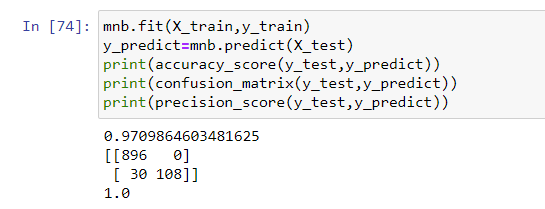 In [74]: mnb.fit(X_train,y_train)
y_predict=mnb.predict(X_test)
print(accuracy_score(y_test,y_predict))
print(confusion_matrix(y_test,y_predict))
print(precision_score(y_test,y_predict))
0.9709864603481625
[[896   0]
 [ 30 108]]
1.0